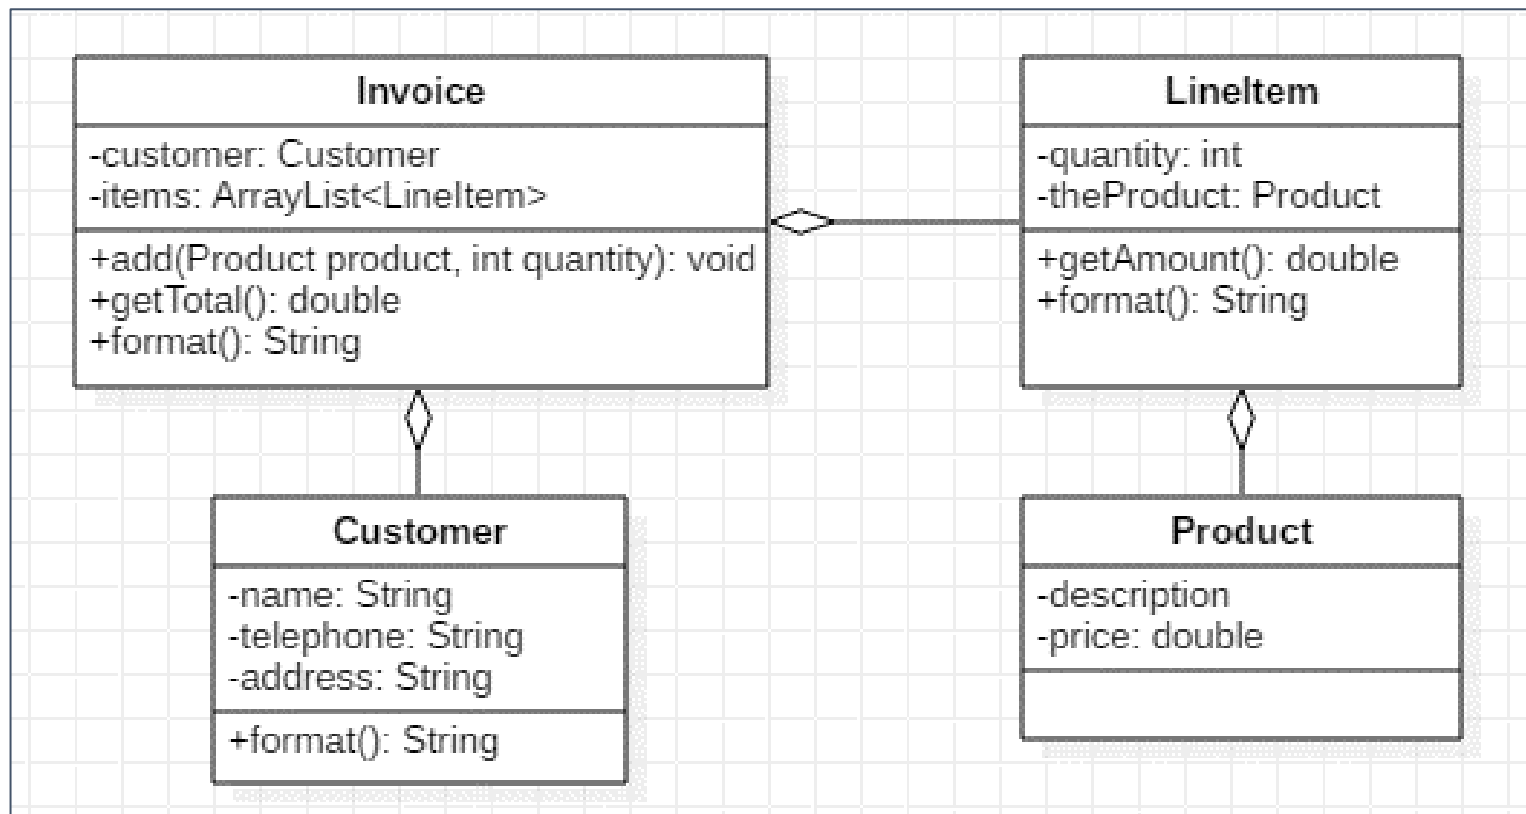 Invoice
-customer: Customer
-items: ArrayList<LineItem>
+add(Product product, int quantity): void
+getTotal(): double
+format(): String
LineItem
-quantity: int
-theProduct: Product
+getAmount(): double
+format(): String
Customer
-name: String
-telephone: String
-address: String
+format(): String
Product
-description
-price: double